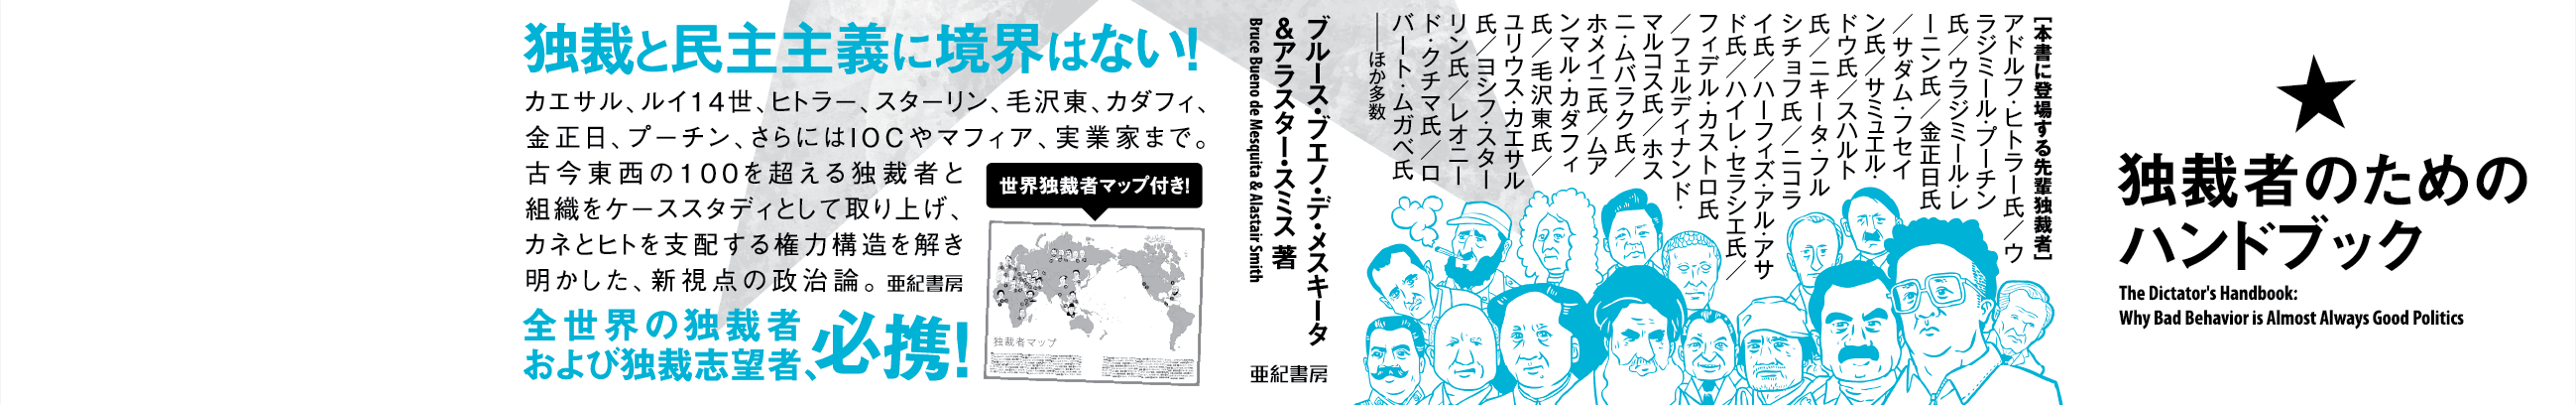 独裁と民主主義に境界はない!
カエサル、ルイ14世、ヒトラー、スターリン、毛沢東、カダフィ、
金正日、プーチン、さらにはIOCやマフィア、実業家まで。
古今東西の100を超える独裁者と
組織をケーススタディとして取り上げ、
カネとヒトを支配する権力構造を解き
明かした、新視点の政治論。 亜紀書房
世界独裁者マップ付き!
独裁者マップ
全世界の独裁者
および独裁志望者、必携!
ブルース・ブエノ・デ・メスキータ
&アラスター・スミス 著
Bruce Bueno de Mesquita & Alastair Smith
亜紀書房
［本書に登場する先輩独裁者］
アドルフ・ヒトラー氏／ウ
ラジミール・プーチン
氏／ウラジミール・レ
ーニン氏／金正日氏
／サダム・フセイ
ン氏／サミュエル・
ドウ氏／スハルト
氏／ニキータ・フル
シチョフ氏／ニコラ
イ氏／ハーフィズ・アル・アサ
ド氏／ハイレ・セラシエ氏／
フィデル・カストロ氏
／フェルディナンド・
マルコス氏／ホス
ニ・ムバラク氏／
ホメイニ氏／ムア
ンマル・カダフィ
氏／毛沢東氏／
ユリウス・カエサル
氏／ヨシフ・スター
リン氏／レオニー
ド・クチマ氏／ロ
バート・ムガベ氏
――ほか多数
独裁者のための
ハンドブック
The Dictator's Handbook:
Why Bad Behavior is Almost Always Good Politics